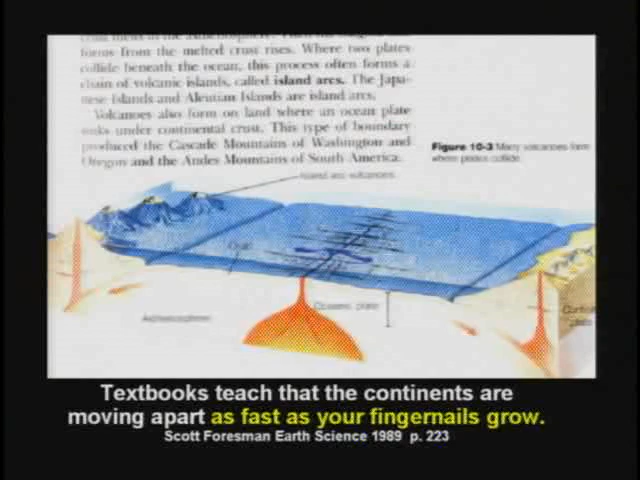 forms from the melted crust rises. Where two plates
collide beneath the ocean, this process often forms a
chain of volcanic islands, called island arcs. The Japa-
nese Islands and Aleutian Islands are island arcs.
Volcanoes also form on land where an ocean plate
sinks under continental crust. This type of boundary
produced the Cascade Mountains of Washington and
Oregon and the Andes Mountains of South America.
Figure 10-3 Many volcanoes form
where plates collide.
Island arc volcanoes
Crust
Oceanic plate
Asthenosphere
plate
Textbooks teach that the continents are
moving apart as fast as your fingernails grow.
Scott Foresman Earth Science 1989 p. 223